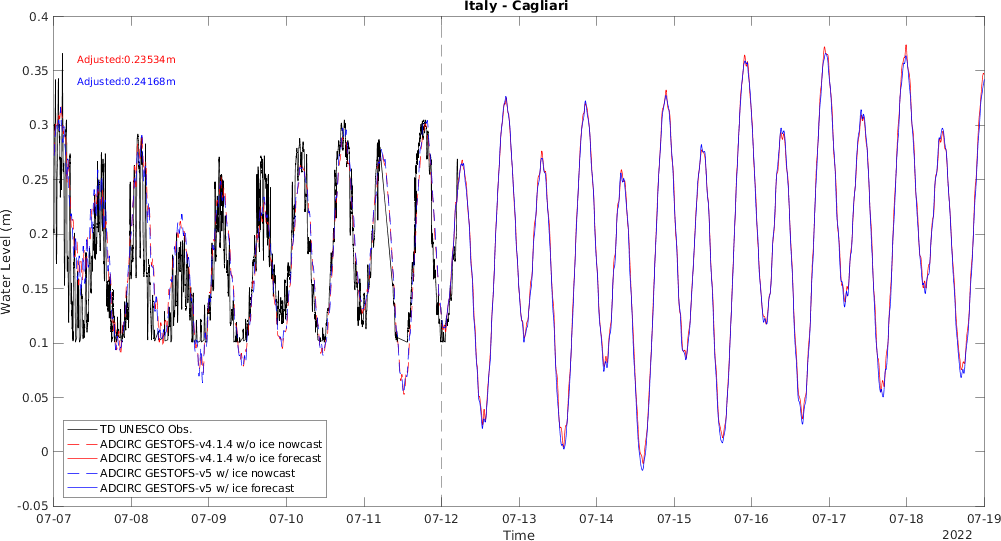 Italy - Cagliari
0.4
0.35
0.3
0.25
0.2
0.15
0.1
0.05
0
-0.05
Water Level (m)
Adjusted:0.23534m
Adjusted:0.24168m
TD UNESCO Obs.
ADCIRC GESTOFS-v4.1.4 w/o ice nowcast
ADCIRC GESTOFS-v4.1.4 w/o ice forecast
ADCIRC GESTOFS-v5 w/ ice nowcast
ADCIRC GESTOFS-v5 w/ ice forecast
07-07 07-08 07-09 07-10 07-11 07-12 07-13 07-14 07-15 07-16 07-17 07-18 07-19
Time
2022